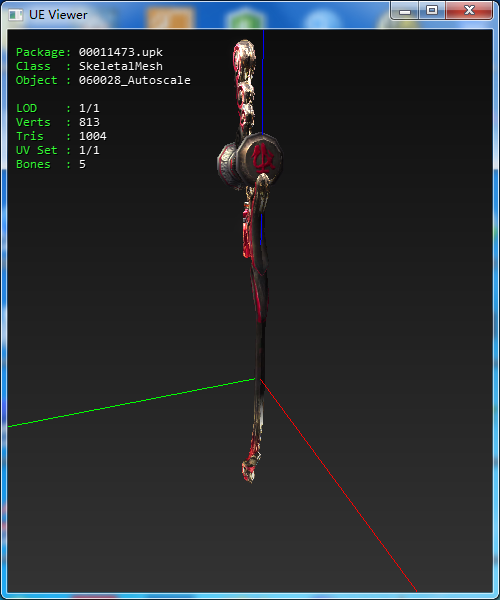 UE Viewer
Package: 00011473.upk
Class : SkeletalMesh
Object : 060028_Autoscale
LOD : 1/1
Verts : 813
Tris : 1004
UV Set : 1/1
Bones : 5